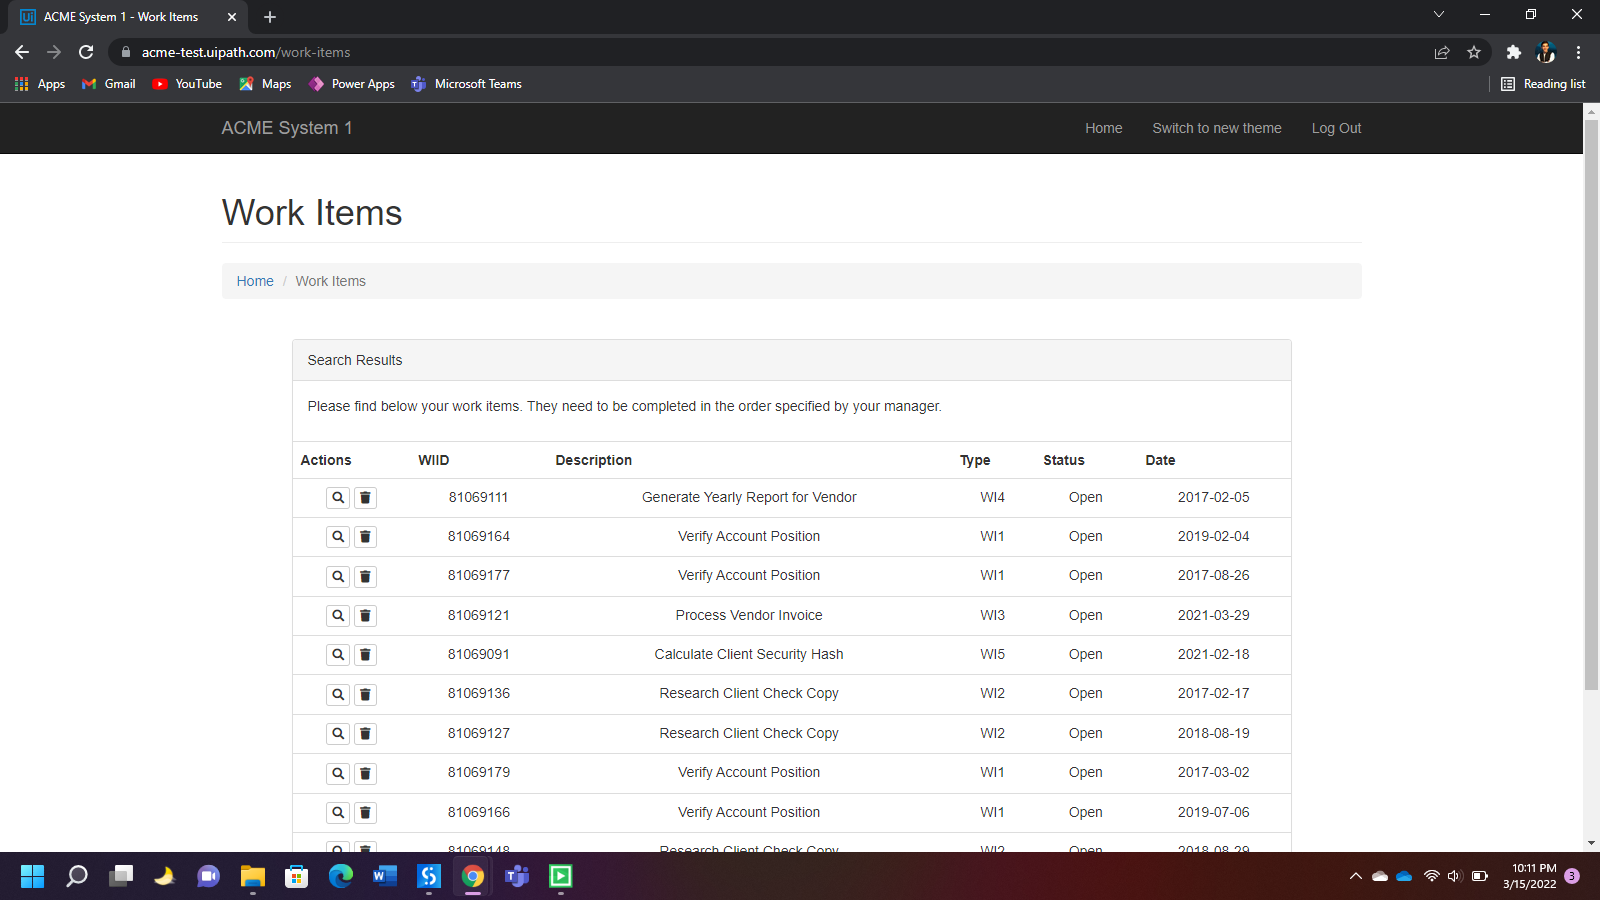 ACME System 1 - Work Items
acme-test.uipath.com/work-items
Apps Gmail YouTube Maps Power Apps Microsoft Teams Reading list
ACME System 1 Home Switch to new theme Log Out
Work Items
Home / Work Items
Search Results
Please find below your work items. They need to be completed in the order specified by your manager.
Actions WIID Description Type Status Date
81069111 Generate Yearly Report for Vendor WI4 Open 2017-02-05
81069164 Verify Account Position WI1 Open 2019-02-04
81069177 Verify Account Position WI1 Open 2017-08-26
81069121 Process Vendor Invoice WI3 Open 2021-03-29
81069091 Calculate Client Security Hash WI5 Open 2021-02-18
81069136 Research Client Check Copy WI2 Open 2017-02-17
81069127 Research Client Check Copy WI2 Open 2018-08-19
81069179 Verify Account Position WI1 Open 2017-03-02
81069166 Verify Account Position WI1 Open 2019-07-06
81069148 Research Client Check Copy WI2 Open 2018-08-29
10:11 PM
3/15/2022 3